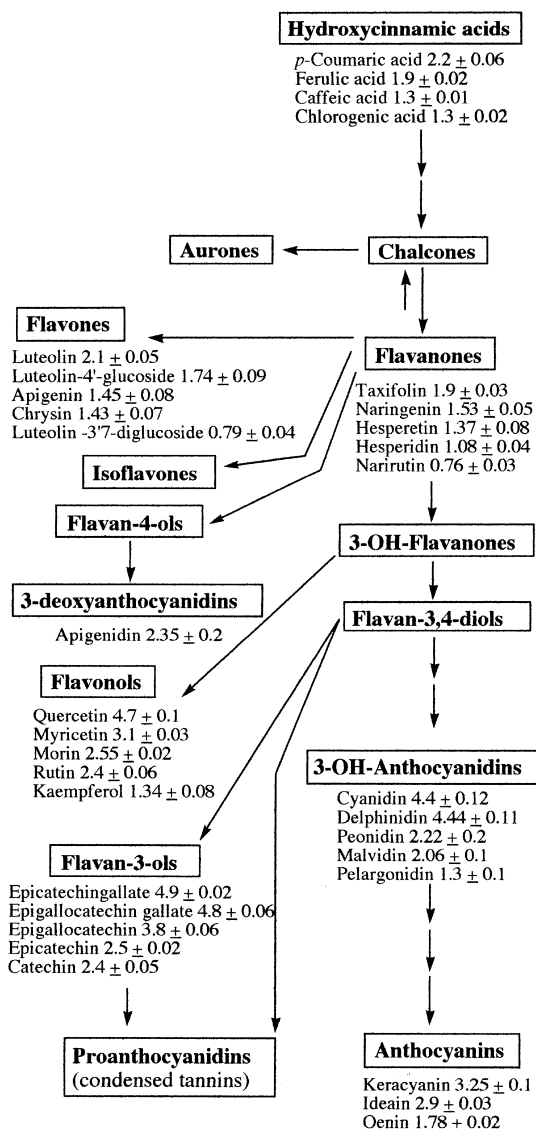 Hydroxycinnamic acids
p-Coumaric acid 2.2 ± 0.06
Ferulic acid 1.9 ± 0.02
Caffeic acid 1.3 ± 0.01
Chlorogenic acid 1.3 ± 0.02
Aurones
Chalcones
Flavones
Luteolin 2.1 ± 0.05
Luteolin-4'-glucoside 1.74 ± 0.09
Apigenin 1.45 ± 0.08
Chrysin 1.43 ± 0.07
Luteolin -3'7-diglucoside 0.79 ± 0.04
Flavanones
Taxifolin 1.9 ± 0.03
Naringenin 1.53 ± 0.05
Hesperetin 1.37 ± 0.08
Hesperidin 1.08 ± 0.04
Narirutin 0.76 ± 0.03
Isoflavones
Flavan-4-ols
3-OH-Flavanones
3-deoxyanthocyanidins
Apigenidin 2.35 ± 0.2
Flavan-3,4-diols
Flavonols
Quercetin 4.7 ± 0.1
Myricetin 3.1 ± 0.03
Morin 2.55 ± 0.02
Rutin 2.4 ± 0.06
Kaempferol 1.34 ± 0.08
3-OH-Anthocyanidins
Cyanidin 4.4 ± 0.12
Delphinidin 4.44 ± 0.11
Peonidin 2.22 ± 0.2
Malvidin 2.06 ± 0.1
Pelargonidin 1.3 ± 0.1
Flavan-3-ols
Epicatechingallate 4.9 ± 0.02
Epigallocatechin gallate 4.8 ± 0.06
Epigallocatechin 3.8 ± 0.06
Epicatechin 2.5 ± 0.02
Catechin 2.4 ± 0.05
Proanthocyanidins
(condensed tannins)
Anthocyanins
Keracyanin 3.25 ± 0.1
Ideain 2.9 ± 0.03
Oenin 1.78 + 0.02